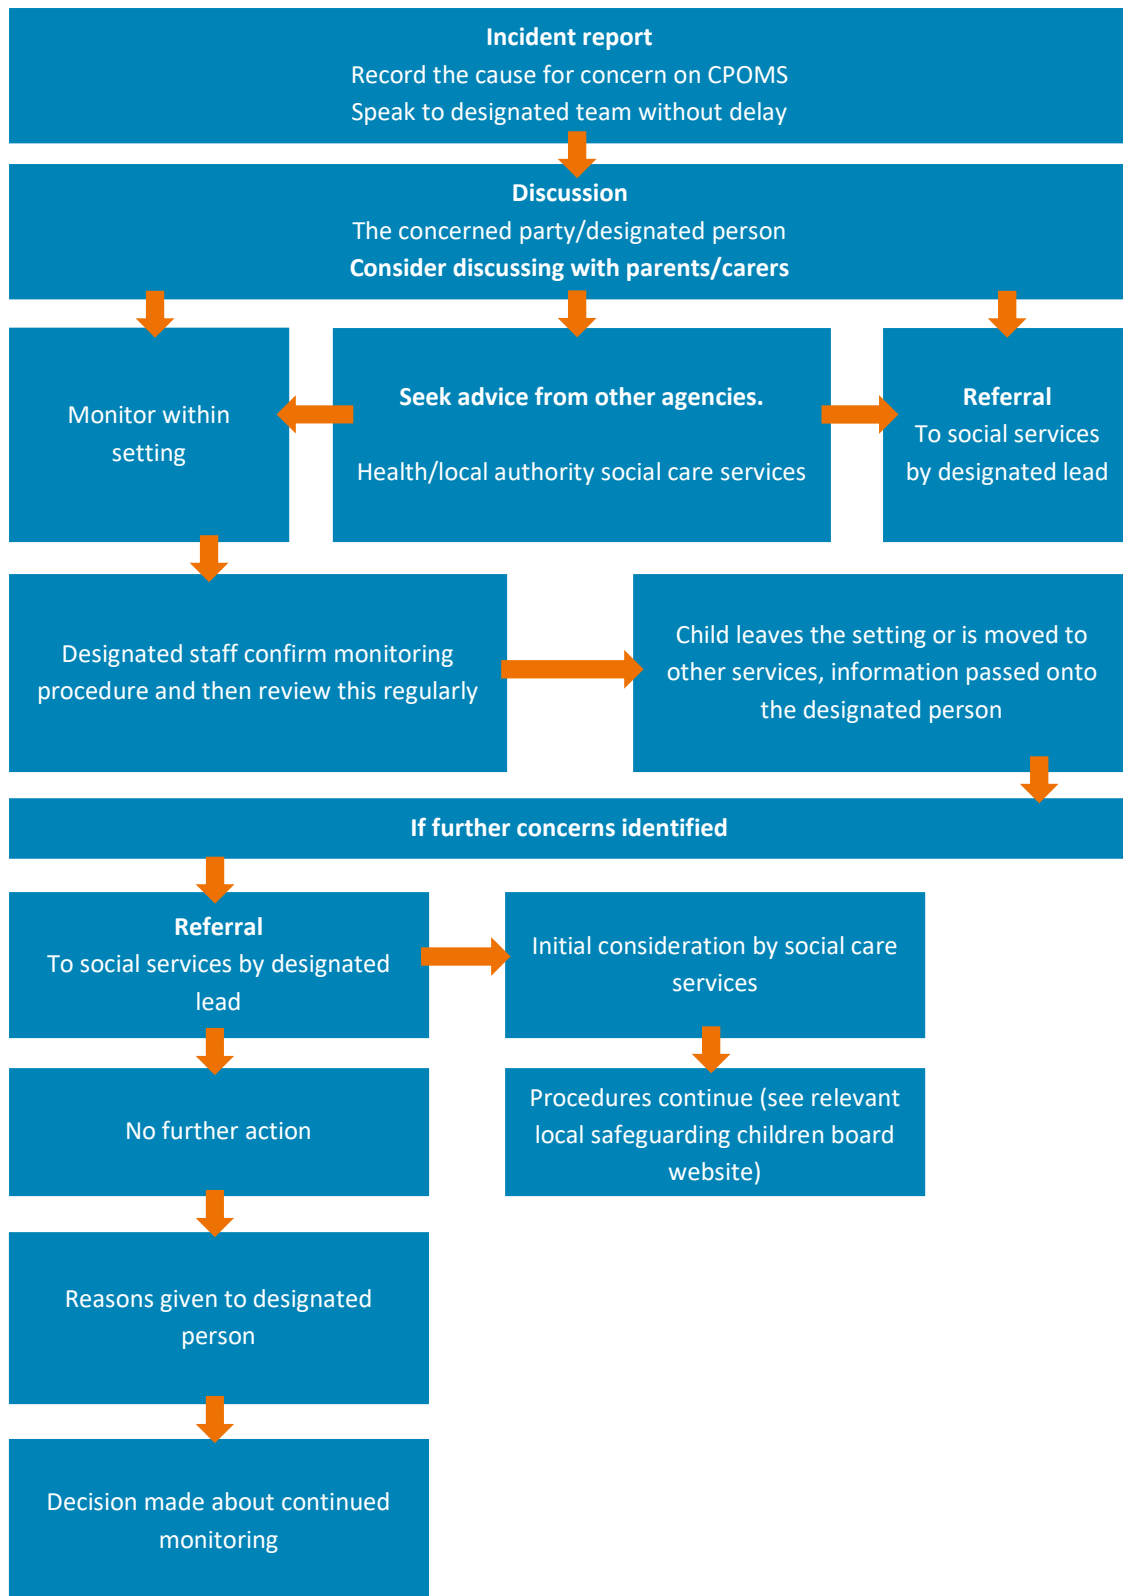 Incident report
Record the cause for concern on CPOMS
Speak to designated team without delay
Discussion
The concerned party/designated person
Consider discussing with parents/carers
Monitor within
setting
Seek advice from other agencies.
Health/local authority social care services
Referral
To social services
by designated lead
Designated staff confirm monitoring
procedure and then review this regularly
Child leaves the setting or is moved to
other services, information passed onto
the designated person
If further concerns identified
Referral
To social services by designated
lead
Initial consideration by social care
services
No further action
Procedures continue (see relevant
local safeguarding children board
website)
Reasons given to designated
person
Decision made about continued
monitoring